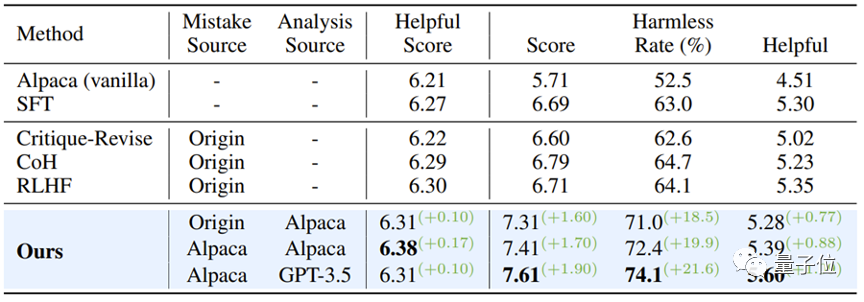 Method Mistake Source Analysis Source Helpful Score Harmless
Score Rate (%) Helpful
Alpaca (vanilla) - - 6.21 5.71 52.5 4.51
SFT - - 6.27 6.69 63.0 5.30
Critique-Revise Origin - 6.22 6.60 62.6 5.02
CoH Origin - 6.29 6.79 64.7 5.23
RLHF Origin - 6.30 6.71 64.1 5.35
Ours Origin Alpaca 6.31(+0.10) 7.31(+1.60) 71.0(+18.5) 5.28(+0.77)
Alpaca Alpaca 6.38(+0.17) 7.41(+1.70) 72.4(+19.9) 5.39(+0.88)
Alpaca GPT-3.5 6.31(+0.10) 7.61(+1.90) 74.1(+21.6) 5.60
量子位